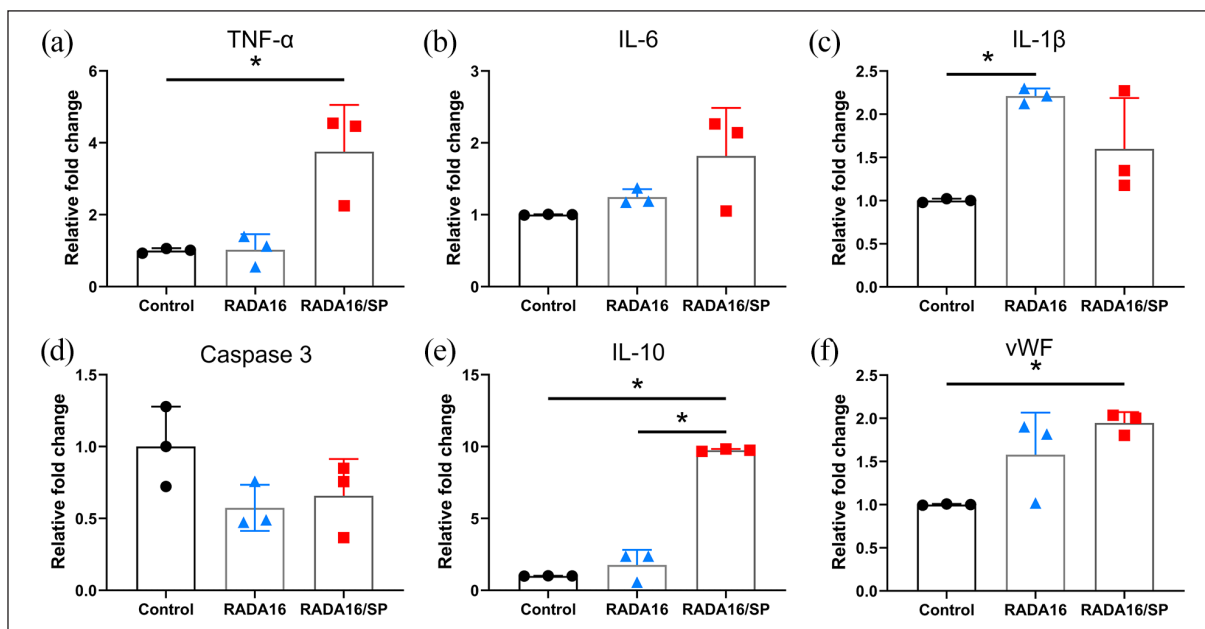 (a) TNF-α
*
Relative fold change
6
4
2
0
Control RADA16 RADA16/SP
(b) IL-6
Relative fold change
3
2
1
0
Control RADA16 RADA16/SP
(c) IL-1β
*
Relative fold change
2.5
2.0
1.5
1.0
0.5
0.0
Control RADA16 RADA16/SP
(d) Caspase 3
Relative fold change
1.5
1.0
0.5
0.0
Control RADA16 RADA16/SP
(e) IL-10
*
*
Relative fold change
15
10
5
0
Control RADA16 RADA16/SP
(f) vWF
*
Relative fold change
2.5
2.0
1.5
1.0
0.5
0.0
Control RADA16 RADA16/SP